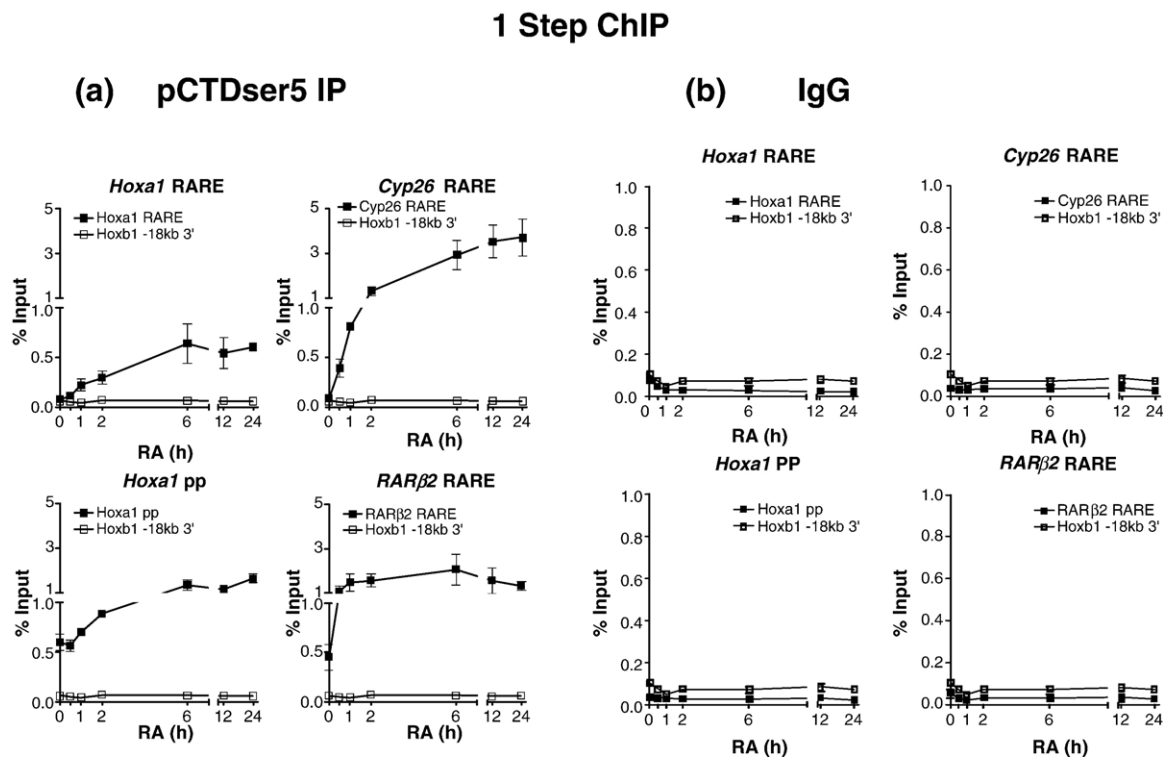 1 Step ChIP
(a) pCTDser5 IP
(b) IgG
Hoxa1 RARE
Hoxa1 RARE
Hoxb1 -18kb 3'
% Input
5
3
1
1.0
0.5
0.0
0 1 2 6 12 24
RA (h)
Cyp26 RARE
Cyp26 RARE
Hoxb1 -18kb 3'
% Input
5
3
1
1.0
0.5
0.0
0 1 2 6 12 24
RA (h)
Hoxa1 pp
Hoxa1 pp
Hoxb1 -18kb 3'
% Input
5
3
1
1.0
0.5
0.0
0 1 2 6 12 24
RA (h)
RARβ2 RARE
RARβ2 RARE
Hoxb1 -18kb 3'
% Input
5
3
1
1.0
0.5
0.0
0 1 2 6 12 24
RA (h)
Hoxa1 RARE
Hoxa1 RARE
Hoxb1 -18kb 3'
% Input
1.0
0.8
0.6
0.4
0.2
0.0
0 1 2 6 12 24
RA (h)
Cyp26 RARE
Cyp26 RARE
Hoxb1 -18kb 3'
% Input
1.0
0.8
0.6
0.4
0.2
0.0
0 1 2 6 12 24
RA (h)
Hoxa1 PP
Hoxa1 pp
Hoxb1 -18kb 3'
% Input
1.0
0.8
0.6
0.4
0.2
0.0
0 1 2 6 12 24
RA (h)
RARβ2 RARE
RARβ2 RARE
Hoxb1 -18kb 3'
% Input
1.0
0.8
0.6
0.4
0.2
0.0
0 1 2 6 12 24
RA (h)